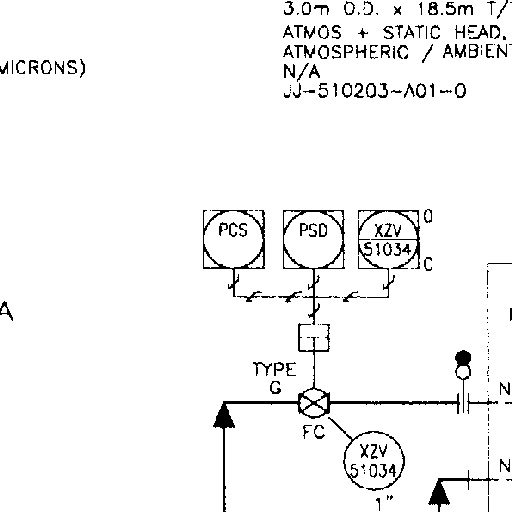 3.0m O.D. x 18.5m T/
ATMOS + STATIC HEAD,
ATMOSPHERIC / AMBIENT
MICRONS)
N/A
JJ-510203-A01-0
PCS
PSD
XZV
51034
O
C
A
TYPE
G
FC
XZV
51034
1"
N
N